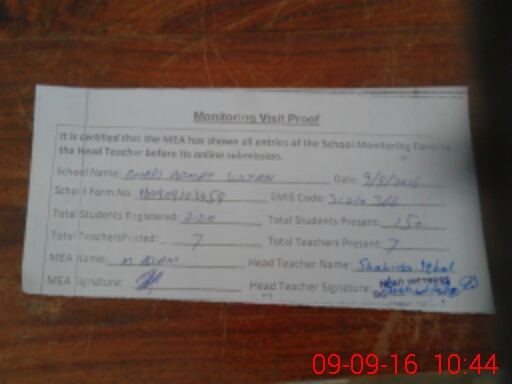 Monitoring Visit Proof
It is certified that the MEA has shown all entries of the School Monitoring Form to
the Head Teacher before its online submission.
School Name: Date: 9/9/2016
School Form No. EMIS Code:
Total Students Registered: 220 Total Students Present: 150
Total Teachers Posted: 7 Total Teachers Present: 7
MEA Name: Head Teacher Name: Shahida Iqbal
MEA Signature: Head Teacher Signature:
09-09-16 10:44